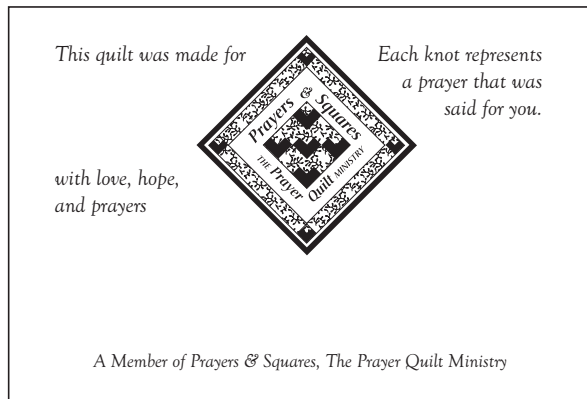 This quilt was made for
with love, hope,
and prayers
Prayers & Squares
THE Prayer Quilt MINISTRY
Each knot represents
a prayer that was
said for you.
A Member of Prayers & Squares, The Prayer Quilt Ministry